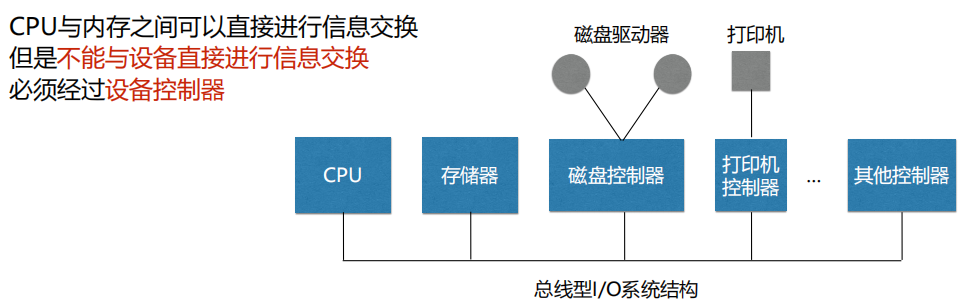 CPU与内存之间可以直接进行信息交换
但是不能与设备直接进行信息交换
必须经过设备控制器
磁盘驱动器
打印机
CPU
存储器
磁盘控制器
打印机
控制器
...
其他控制器
总线型I/O系统结构